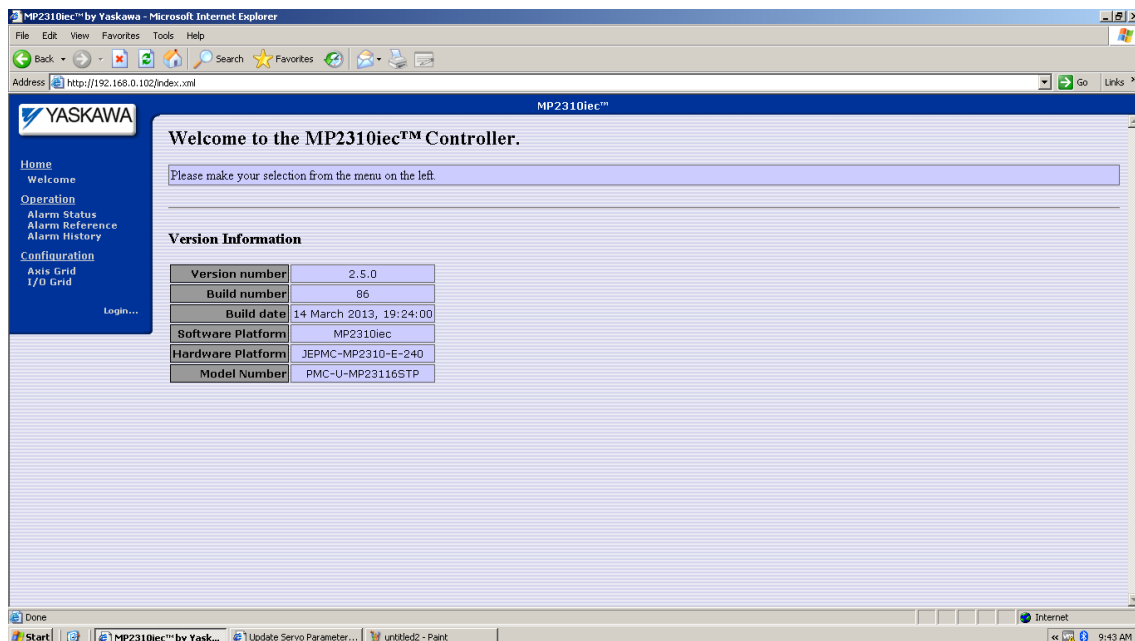 MP2310iec™ by Yaskawa - Microsoft Internet Explorer
File Edit View Favorites Tools Help
Back Search Favorites
Address http://192.168.0.102/index.xml Go Links
MP2310iec™
YASKAWA
Welcome to the MP2310iec™ Controller.
Please make your selection from the menu on the left.
Home
Welcome
Operation
Alarm Status
Alarm Reference
Alarm History
Configuration
Axis Grid
I/O Grid
Login...
Version Information
Version number 2.5.0
Build number 86
Build date 14 March 2013, 19:24:00
Software Platform MP2310iec
Hardware Platform JEPMC-MP2310-E-240
Model Number PMC-U-MP23116STP
Done Internet
Start MP2310iec™ by Yask... Update Servo Parameter... untitled2 - Paint 9:43 AM